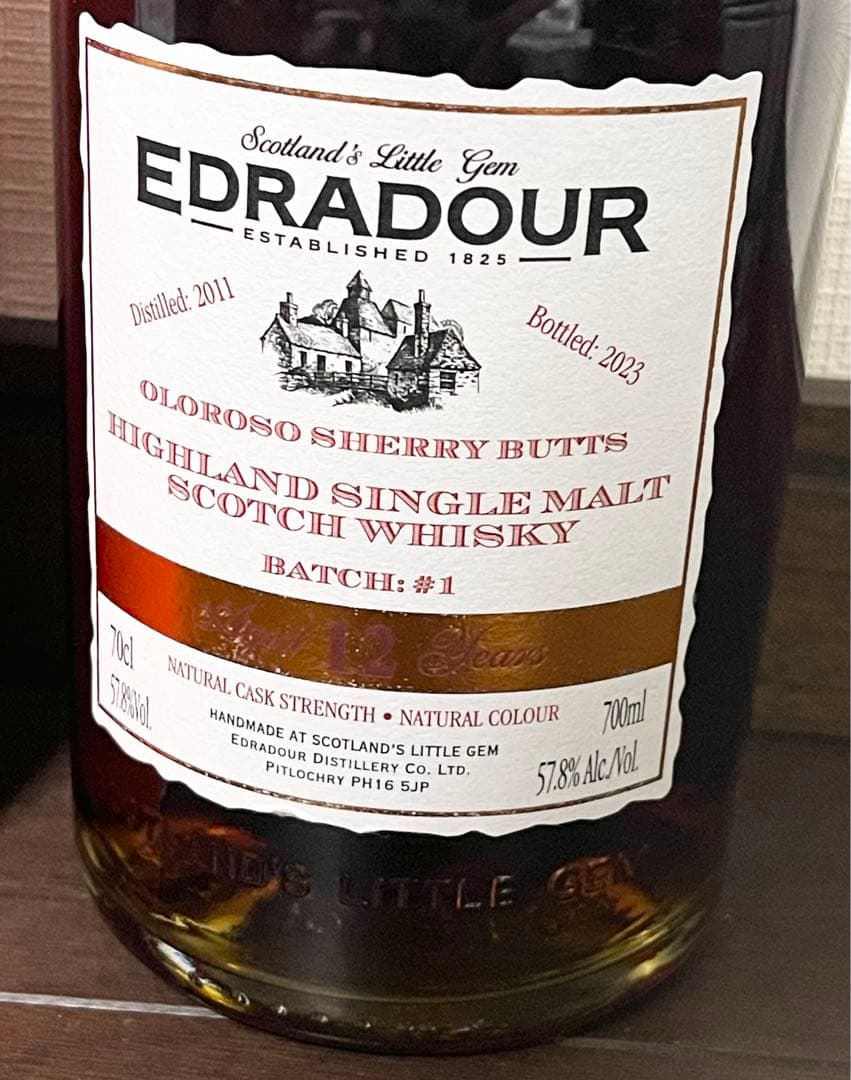 Scotland's Little Gem
EDRADOUR
ESTABLISHED 1825
Distilled: 2011
Bottled: 2023
OLOROSO SHERRY BUTTS
HIGHLAND SINGLE MALT
SCOTCH WHISKY
BATCH: #1
Aged 12 Years
70cl
57.8%Vol.
NATURAL CASK STRENGTH • NATURAL COLOUR
700ml
57.8% Alc./Vol.
HANDMADE AT SCOTLAND'S LITTLE GEM
EDRADOUR DISTILLERY CO. LTD.
PITLOCHRY PH16 5JP
AND'S LITTLE GEM